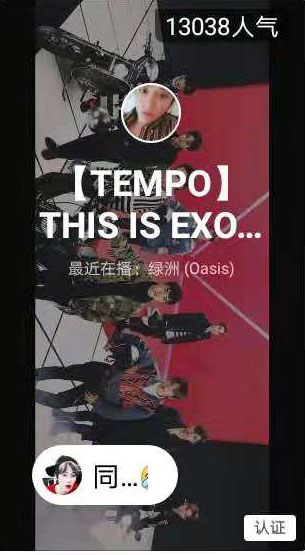 13038人气
【TEMPO】
THIS IS EXO...
最近在播：绿洲 (Oasis)
同...
认证